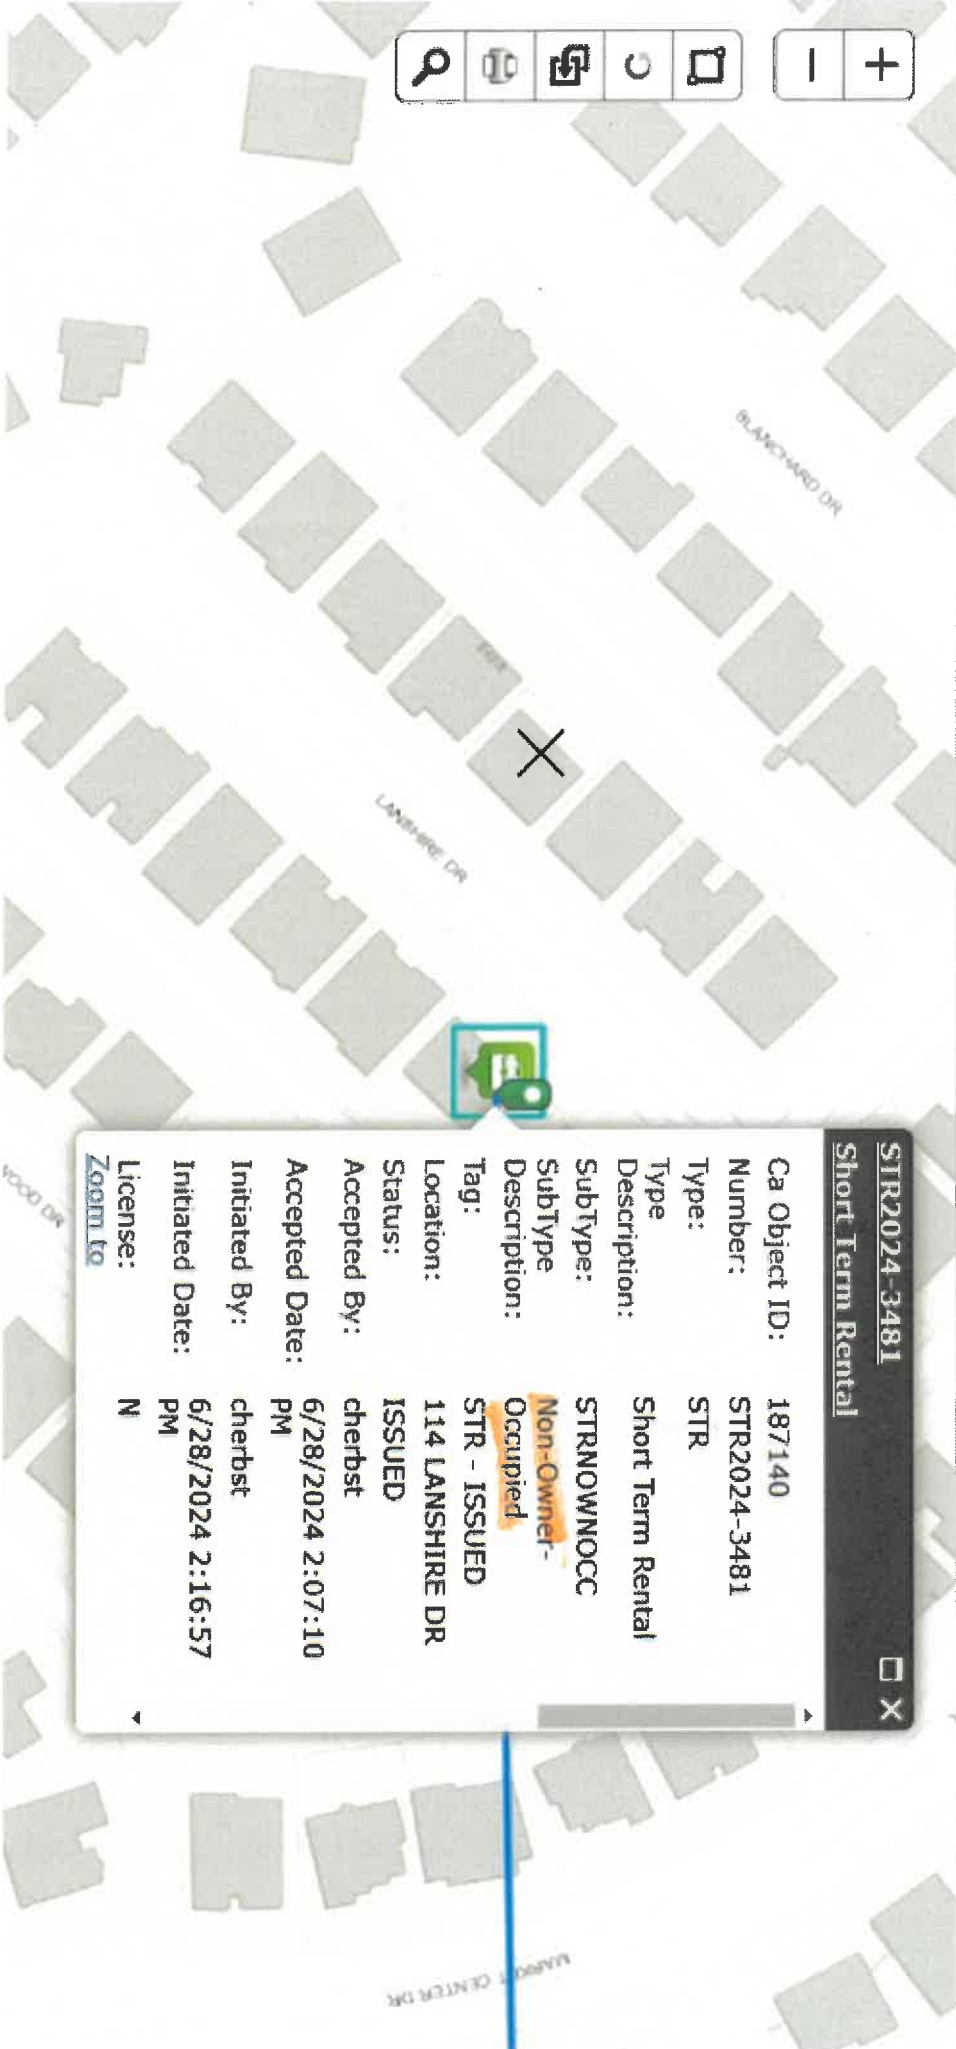 BLANCHARD DR
LANSHIRE DR
STR2024-3481
Short Term Rental
Ca Object ID: 187140
Number: STR2024-3481
Type: STR
Type
Description: Short Term Rental
SubType: STRNOWNOCC
SubType Non-Owner-
Description: Occupied
Tag: STR - ISSUED
Location: 114 LANSHIRE DR
Status: ISSUED
Accepted By: cherbst
Accepted Date: 6/28/2024 2:07:10
PM
Initiated By: cherbst
Initiated Date: 6/28/2024 2:16:57
PM
License: N
Zoom to
MARKET CENTER DR